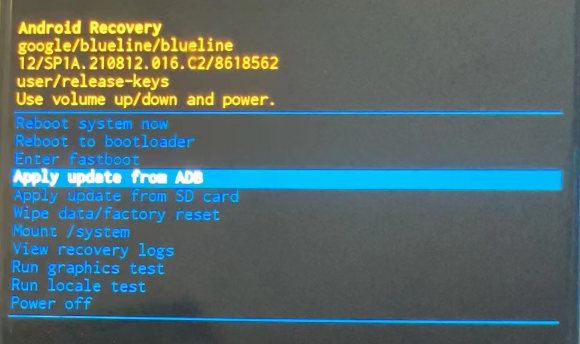 Android Recovery
google/blueline/blueline
12/SP1A.210812.016.C2/8618562
user/release-keys
Use volume up/down and power.
Reboot system now
Reboot to bootloader
Enter fastboot
Apply update from ADB
Apply update from SD card
Wipe data/factory reset
Mount /system
View recovery logs
Run graphics test
Run locale test
Power off